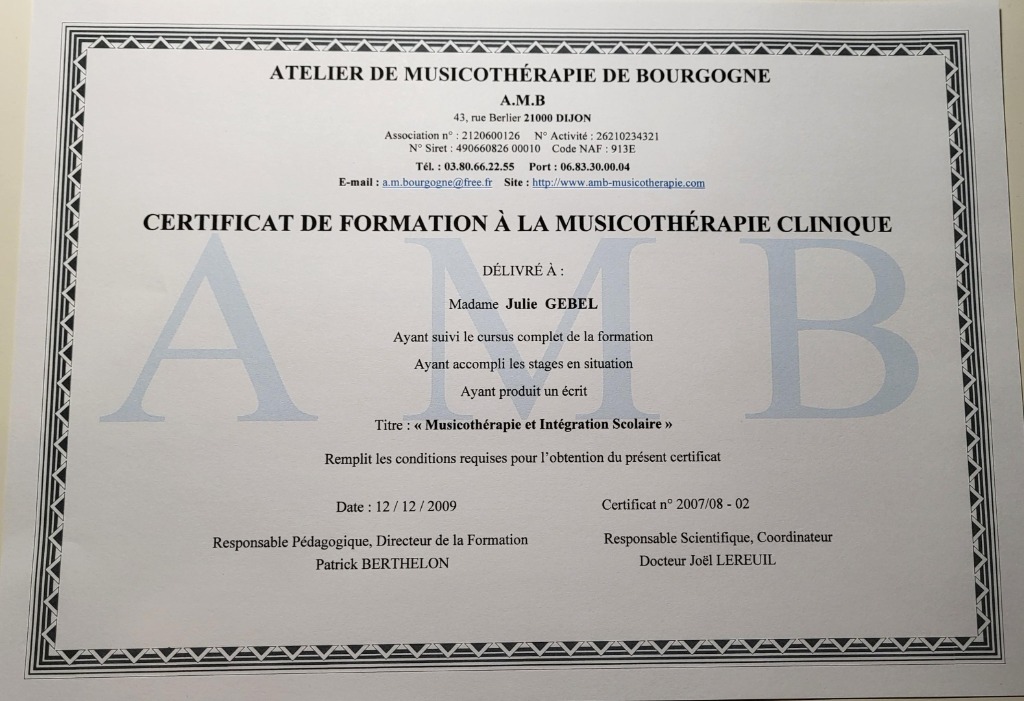 ATELIER DE MUSICOTHÉRAPIE DE BOURGOGNE
A.M.B
43, rue Berlier 21000 DIJON
Association n° : 2120600126 N° Activité : 26210234321
N° Siret : 490660826 00010 Code NAF : 913E
Tél. : 03.80.66.22.55 Port : 06.83.30.00.04
E-mail : a.m.bourgogne@free.fr Site : http://www.amb-musicotherapie.com
CERTIFICAT DE FORMATION À LA MUSICOTHÉRAPIE CLINIQUE
AMB
DÉLIVRÉ À :
Madame Julie GEBEL
Ayant suivi le cursus complet de la formation
Ayant accompli les stages en situation
Ayant produit un écrit
Titre : « Musicothérapie et Intégration Scolaire »
Remplit les conditions requises pour l'obtention du présent certificat
Date : 12 / 12 / 2009 Certificat n° 2007/08 - 02
Responsable Pédagogique, Directeur de la Formation Responsable Scientifique, Coordinateur
Patrick BERTHELON Docteur Joël LEREUIL